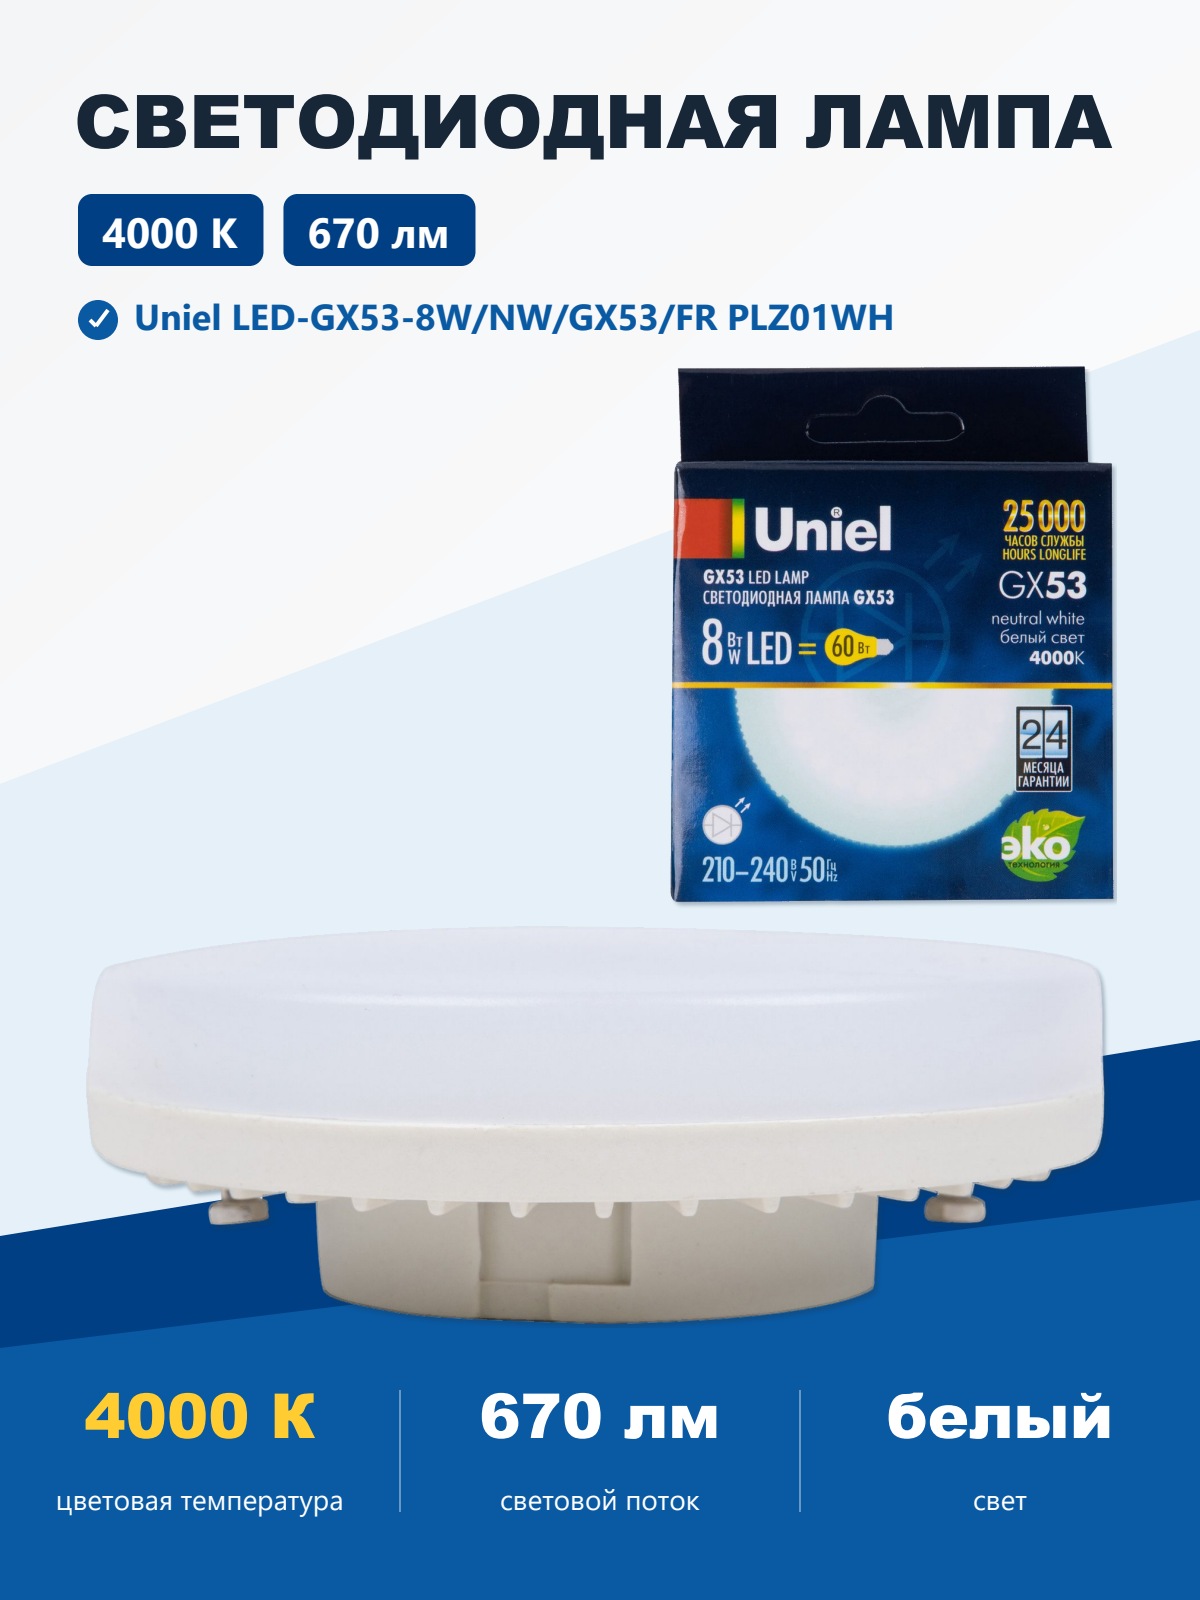 СВЕТОДИОДНАЯ ЛАМПА
4000 К 670 лм
Uniel LED-GX53-8W/NW/GX53/FR PLZ01WH
Uniel®
25 000
ЧАСОВ СЛУЖБЫ
HOURS LONGLIFE
GX53 LED LAMP
СВЕТОДИОДНАЯ ЛАМПА GX53
8 Вт W LED = 60 Вт
GX53
neutral white
белый свет
4000K
24
МЕСЯЦА
ГАРАНТИИ
эко
технология
210–240 В V 50 Гц Hz
4000 К
цветовая температура
670 лм
световой поток
белый
свет